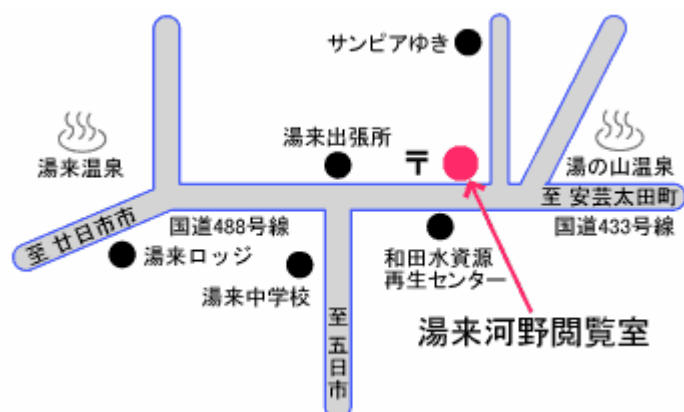 サンピアゆき
湯来出張所
〒
湯来温泉
湯の山温泉
至 安芸太田町
至 廿日市市
国道488号線
国道433号線
湯来ロッジ
和田水資源
再生センター
湯来中学校
至 五日市
湯来河野閲覧室